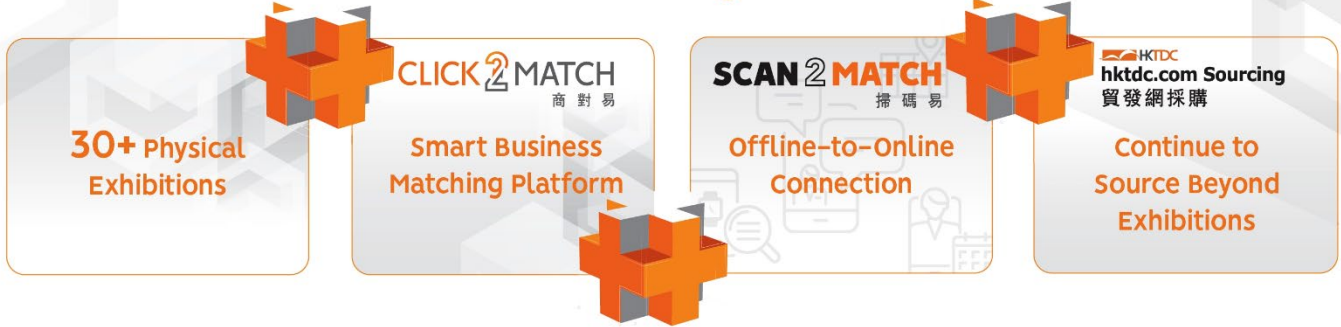 30+ Physical
Exhibitions
CLICK2MATCH
商對易
Smart Business
Matching Platform
SCAN2MATCH
掃碼易
Offline-to-Online
Connection
HKTDC
hktdc.com Sourcing
貿發網採購
Continue to
Source Beyond
Exhibitions